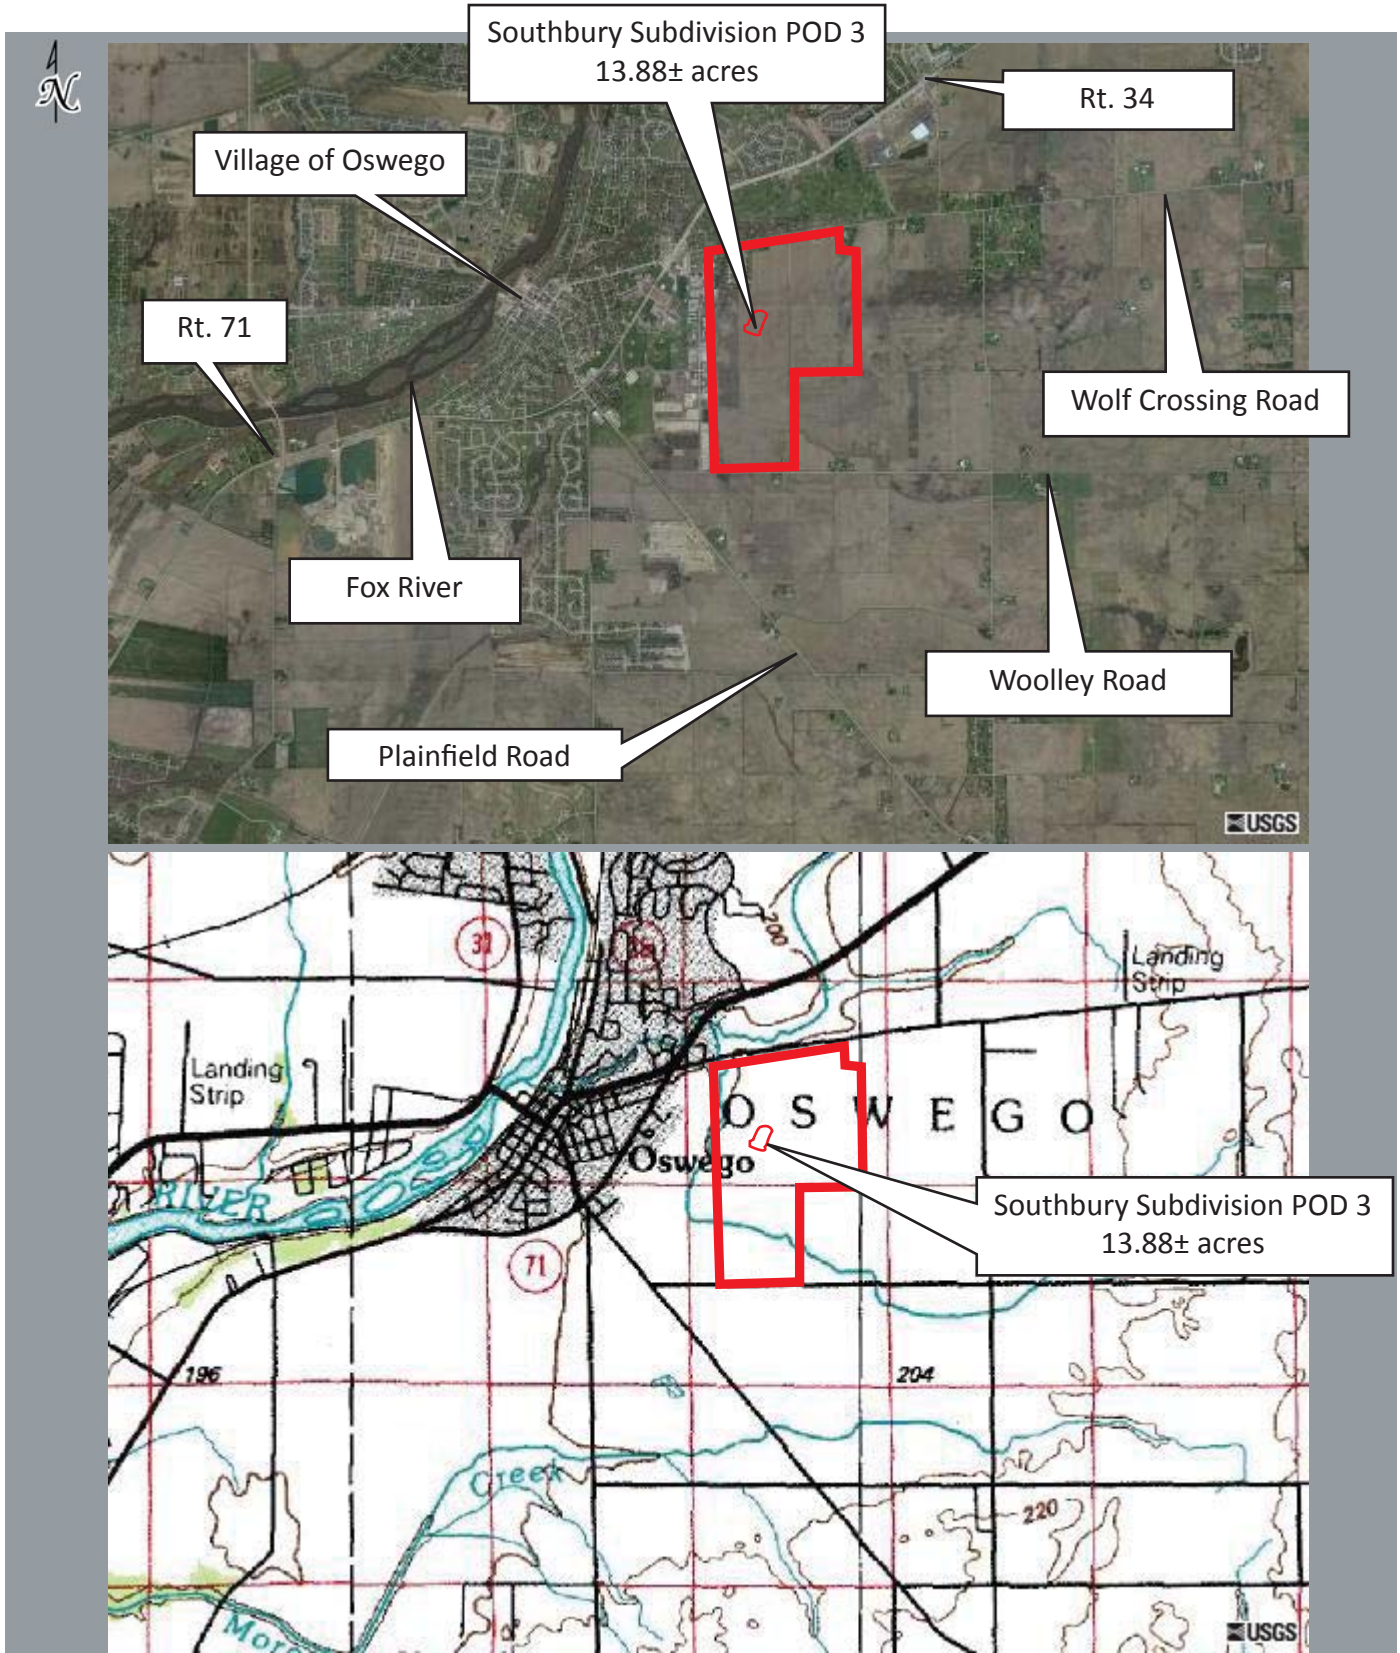 Southbury Subdivision POD 3
13.88± acres
N
Rt. 34
Village of Oswego
Rt. 71
Wolf Crossing Road
Fox River
Woolley Road
Plainfield Road
USGS
31
200
Landing
Strip
Landing
Strip
OSWEGO
Oswego
RIVER
Southbury Subdivision POD 3
13.88± acres
71
196
204
Creek
220
USGS